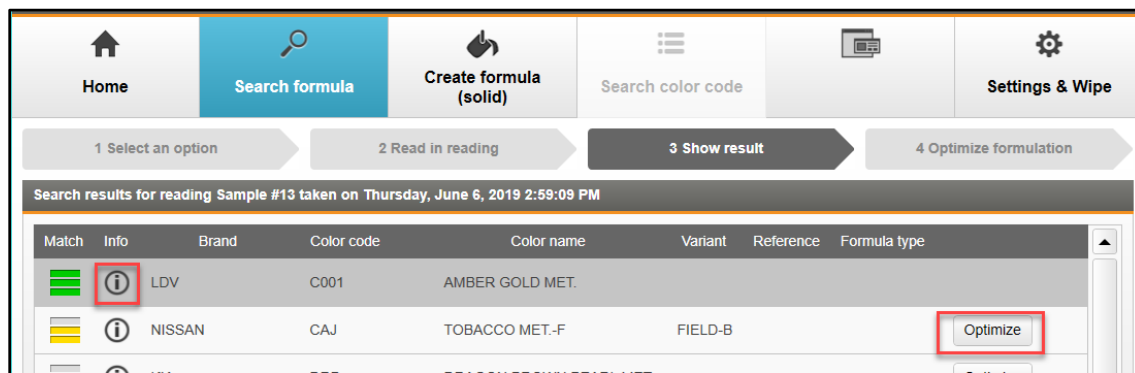 Home
Search formula
Create formula
(solid)
Search color code
Settings & Wipe
1 Select an option
2 Read in reading
3 Show result
4 Optimize formulation
Search results for reading Sample #13 taken on Thursday, June 6, 2019 2:59:09 PM
Match Info Brand Color code Color name Variant Reference Formula type
LDV C001 AMBER GOLD MET.
NISSAN CAJ TOBACCO MET.-F FIELD-B Optimize